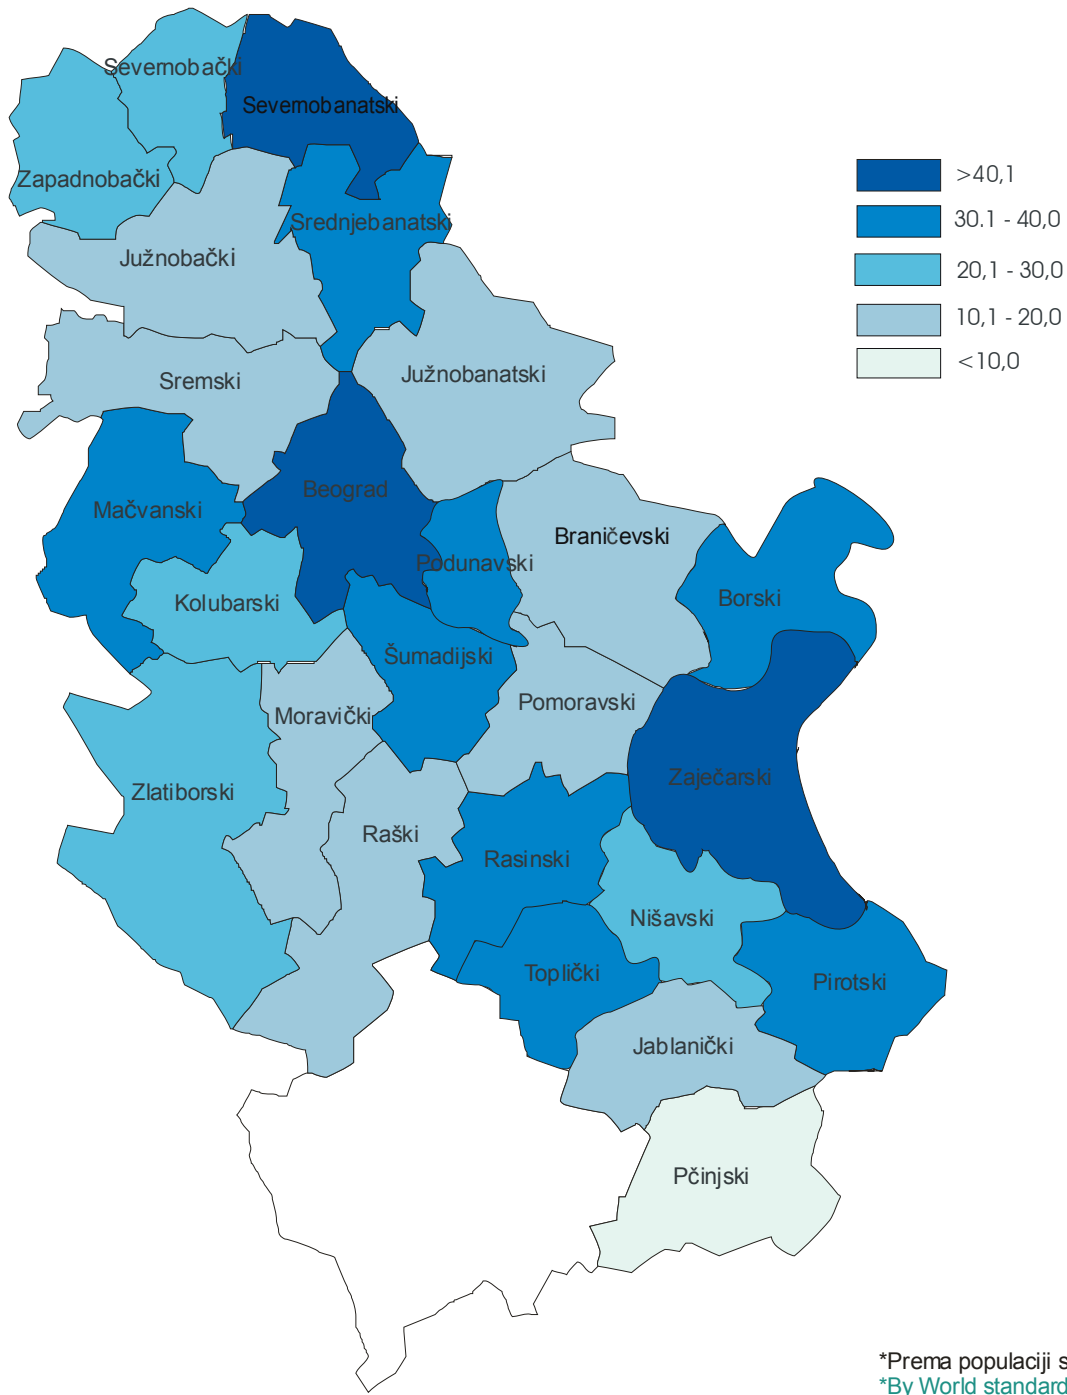 Severnobački
Severnobanatski
Zapadnobački
Srednjebanatski
Južnobački
Sremski
Južnobanatski
Mačvanski
Beograd
Podunavski
Braničevski
Borski
Kolubarski
Šumadijski
Moravički
Pomoravski
Zlatiborski
Zaječarski
Raški
Rasinski
Nišavski
Toplički
Pirotski
Jablanički
Pčinjski
>40,1
30.1 - 40,0
20,1 - 30,0
10,1 - 20,0
<10,0
*Prema populaciji s
*By World standard